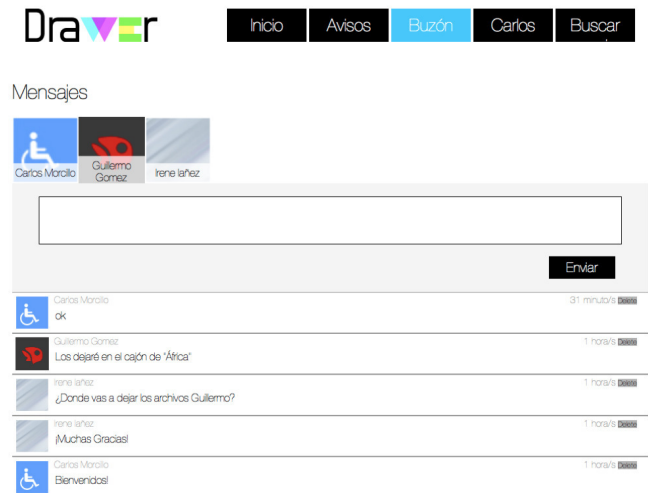 Drawer
Inicio Avisos Buzón Carlos Buscar
Mensajes
Carlos Morcillo
Guillermo
Gomez
Irene Iañez
Enviar
Carlos Morcillo 31 minuto/s Delete
ok
Guillermo Gomez 1 hora/s Delete
Los dejaré en el cajón de "África"
Irene Iañez 1 hora/s Delete
¿Donde vas a dejar los archivos Guillermo?
Irene Iañez 1 hora/s Delete
¡Muchas Gracias!
Carlos Morcillo 1 hora/s Delete
Bienvenidos!